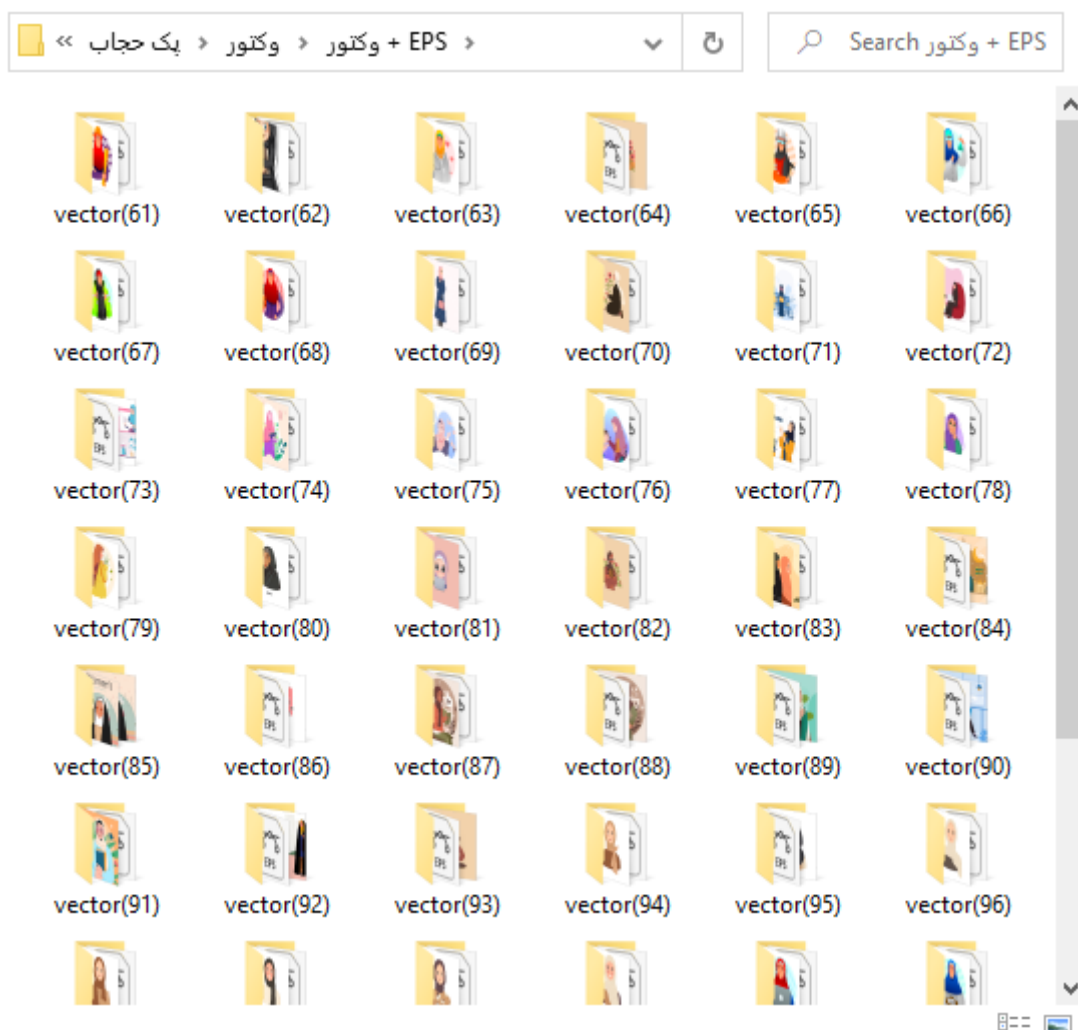 « پک حجاب › وکتور › وکتور + EPS ›
Search وکتور + EPS
vector(61) vector(62) vector(63) vector(64) vector(65) vector(66)
vector(67) vector(68) vector(69) vector(70) vector(71) vector(72)
vector(73) vector(74) vector(75) vector(76) vector(77) vector(78)
vector(79) vector(80) vector(81) vector(82) vector(83) vector(84)
vector(85) vector(86) vector(87) vector(88) vector(89) vector(90)
vector(91) vector(92) vector(93) vector(94) vector(95) vector(96)